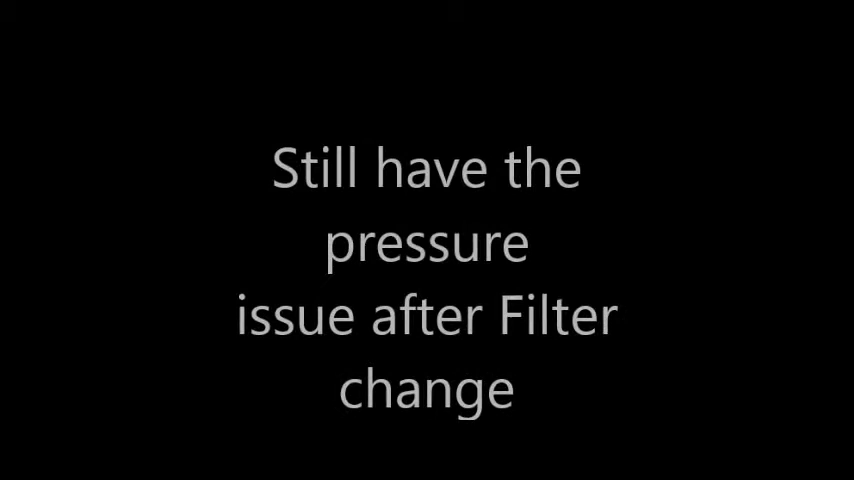 Still have the
pressure
issue after Filter
change